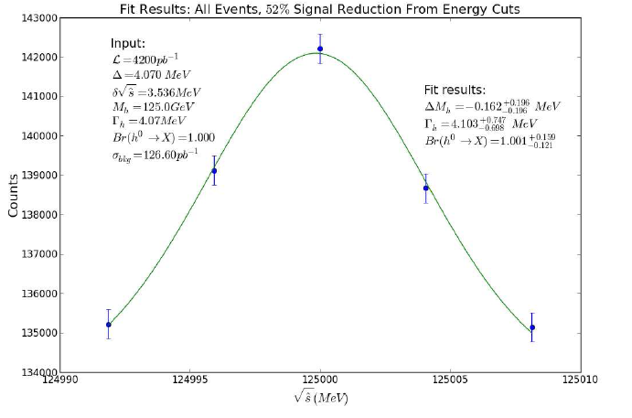 Fit Results: All Events, 52% Signal Reduction From Energy Cuts
143000
142000
141000
140000
139000
138000
137000
136000
135000
134000
Counts
Input:
ℒ=4200pb⁻¹
Δ=4.070 MeV
δ√ŝ=3.536MeV
M_h=125.0GeV
Γ_h=4.07MeV
Br(h⁰→X)=1.000
σ_bkg=126.60pb⁻¹
Fit results:
ΔM_h=−0.162^{+0.196}_{−0.196} MeV
Γ_h=4.103^{+0.747}_{−0.698} MeV
Br(h⁰→X)=1.001^{+0.159}_{−0.121}
124990 124995 125000 125005 125010
√ŝ(MeV)